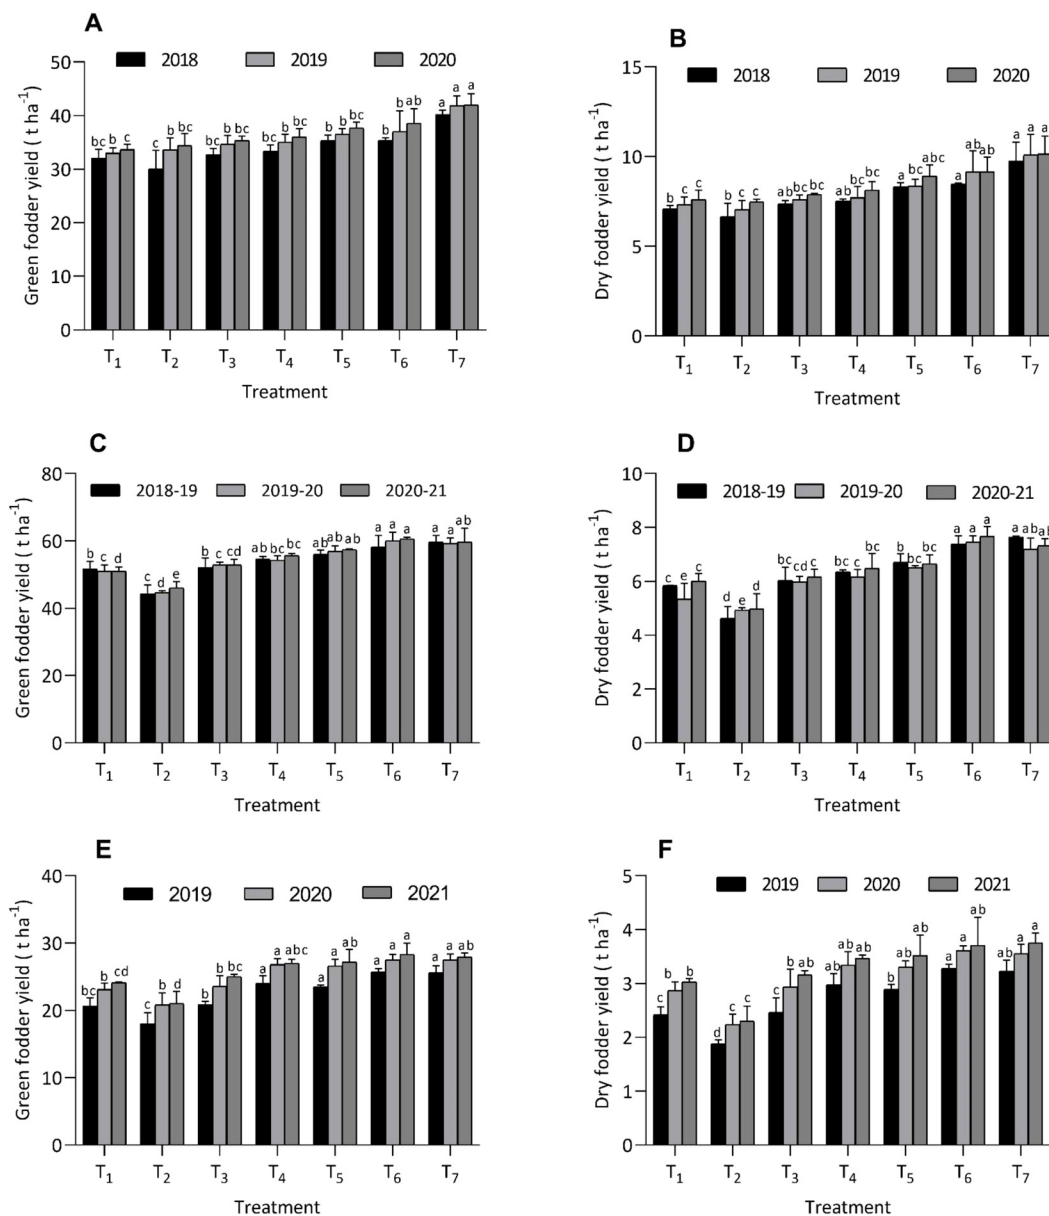 A
2018 2019 2020
Green fodder yield ( t ha⁻¹)
50
40
30
20
10
0
bc b c c bc bc bc b bc bc b bc b b bc b b ab a a a
T₁ T₂ T₃ T₄ T₅ T₆ T₇
Treatment
B
2018 2019 2020
Dry fodder yield ( t ha⁻¹)
15
10
5
0
b c c b c c ab bc bc ab bc bc a bc abc a ab ab a a a
T₁ T₂ T₃ T₄ T₅ T₆ T₇
Treatment
C
2018-19 2019-20 2020-21
Green fodder yield ( t ha⁻¹)
80
60
40
20
0
b c d c d e b c cd ab bc bc ab ab ab a a a a a ab
T₁ T₂ T₃ T₄ T₅ T₆ T₇
Treatment
D
2018-19 2019-20 2020-21
Dry fodder yield ( t ha⁻¹)
10
8
6
4
2
0
c e c d e d bc cd c bc c bc b bc bc a a a a ab
T₁ T₂ T₃ T₄ T₅ T₆ T₇
Treatment
E
2019 2020 2021
Green fodder yield ( t ha⁻¹)
40
30
20
10
0
bc b cd c b d b b bc a a abc a a ab a a a a ab ab
T₁ T₂ T₃ T₄ T₅ T₆ T₇
Treatment
F
2019 2020 2021
Dry fodder yield ( t ha⁻¹)
5
4
3
2
1
0
c b b d c c c b ab ab ab ab b ab ab a a ab ab a a
T₁ T₂ T₃ T₄ T₅ T₆ T₇
Treatment